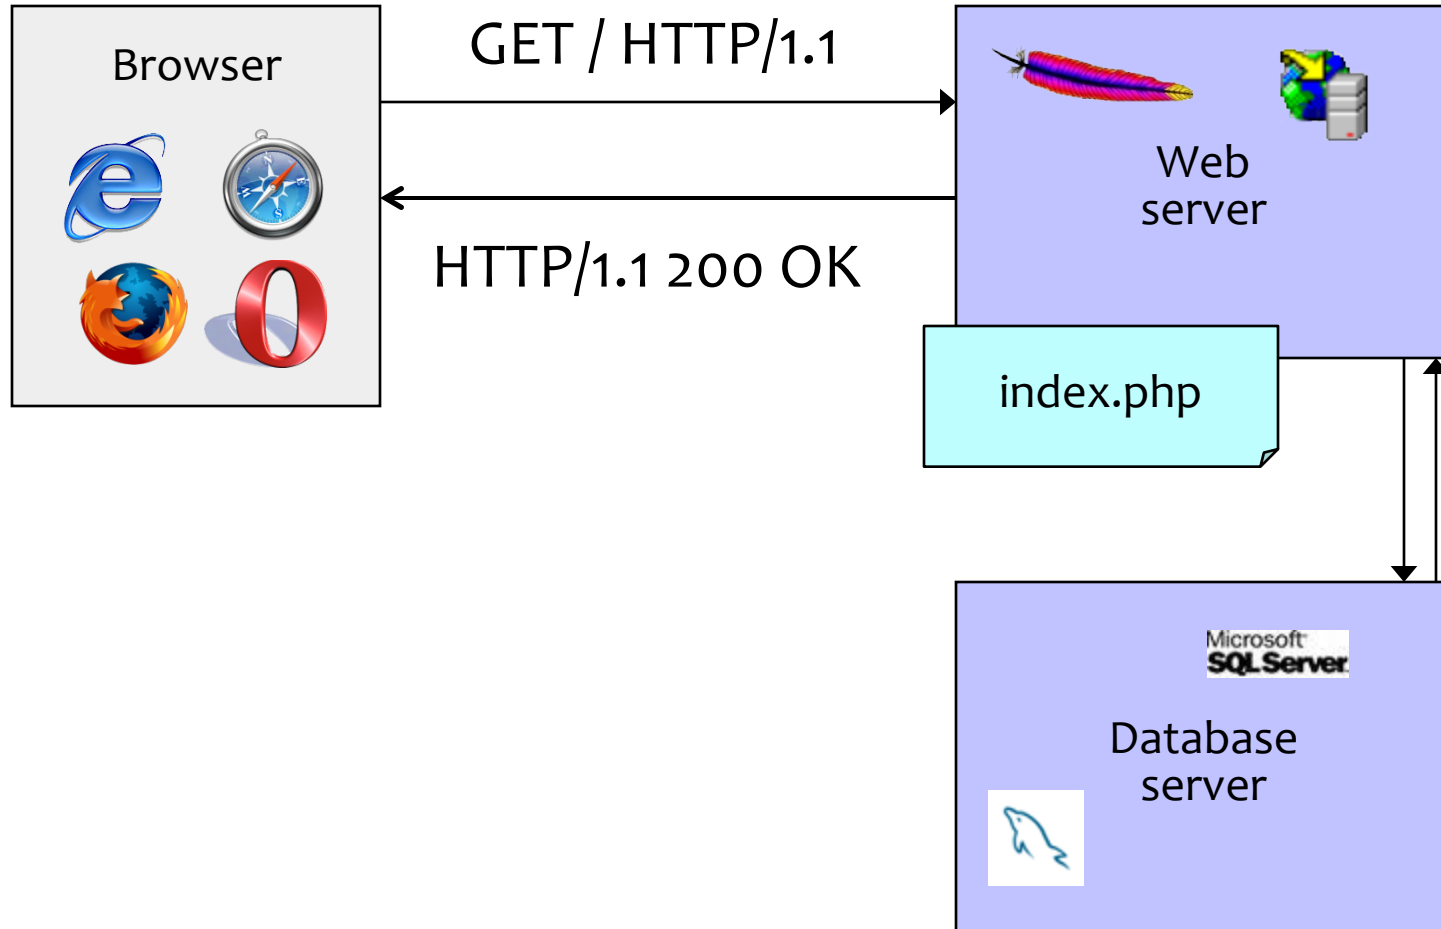 Browser
GET / HTTP/1.1
HTTP/1.1 200 OK
Web
server
index.php
Microsoft
SQL Server
Database
server